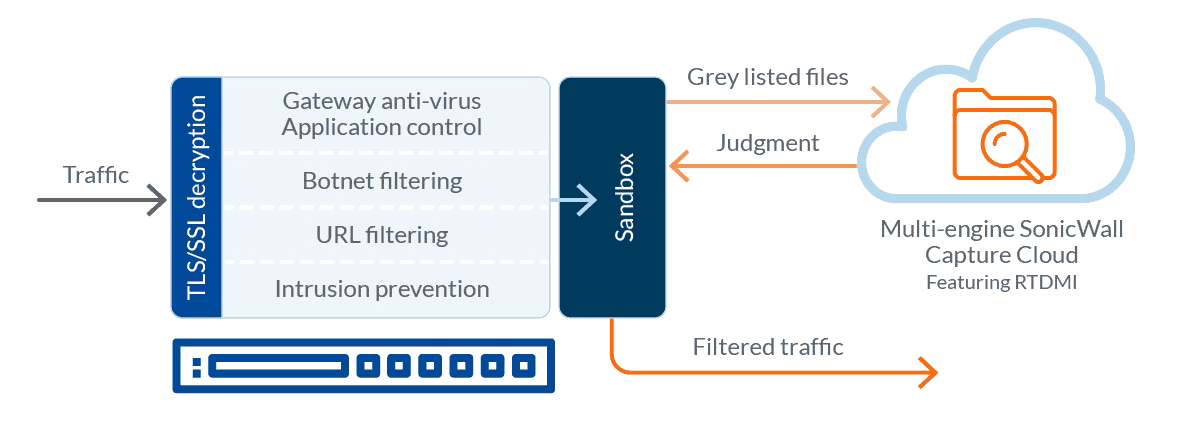 Traffic
TLS/SSL decryption
Gateway anti-virus
Application control
Botnet filtering
URL filtering
Intrusion prevention
Sandbox
Grey listed files
Judgment
Multi-engine SonicWall
Capture Cloud
Featuring RTDMI
Filtered traffic